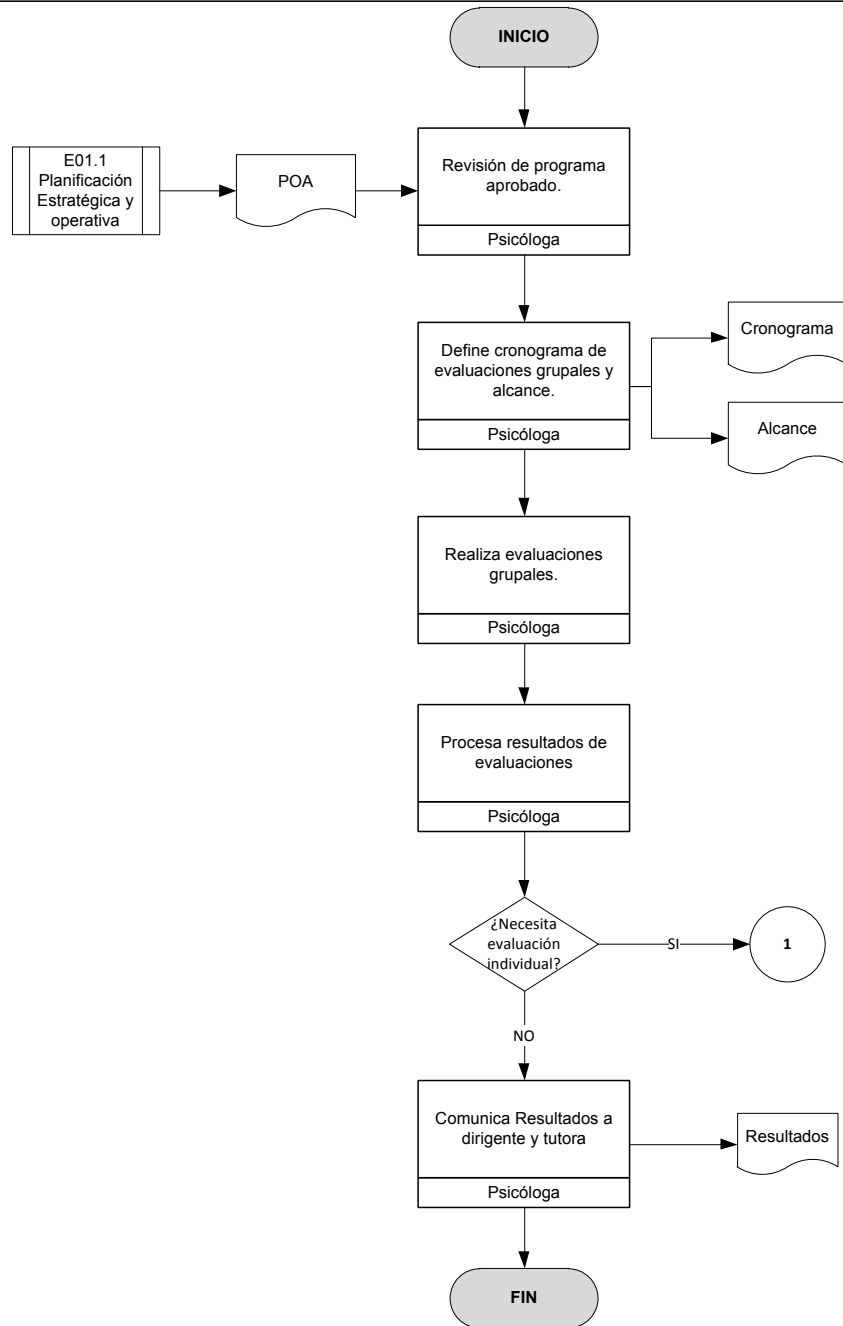 INICIO
E01.1
Planificación
Estratégica y
operativa
POA
Revisión de programa
aprobado.
Psicóloga
Define cronograma de
evaluaciones grupales y
alcance.
Psicóloga
Cronograma
Alcance
Realiza evaluaciones
grupales.
Psicóloga
Procesa resultados de
evaluaciones
Psicóloga
¿Necesita
evaluación
individual?
SI
1
NO
Comunica Resultados a
dirigente y tutora
Psicóloga
Resultados
FIN